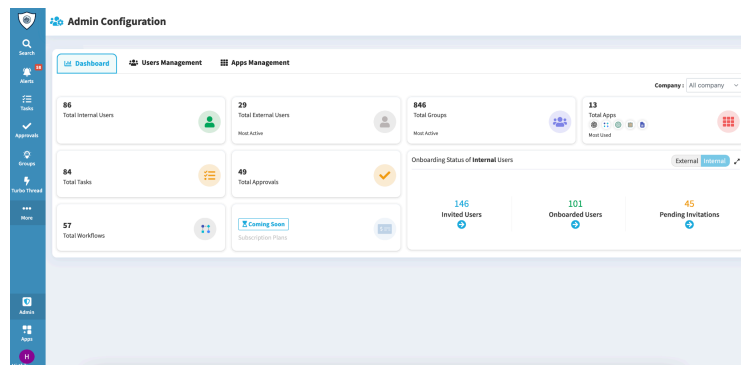 Admin Configuration
Search
Alerts
Tasks
Approvals
Groups
Turbo Thread
More
Admin
Apps
H
Dashboard
Users Management
Apps Management
Company : All company
86
Total Internal Users
29
Total External Users
Most Active
846
Total Groups
Most Active
13
Total Apps
Most Used
84
Total Tasks
49
Total Approvals
Onboarding Status of Internal Users
External Internal
146
Invited Users
101
Onboarded Users
45
Pending Invitations
57
Total Workflows
Coming Soon
Subscription Plans